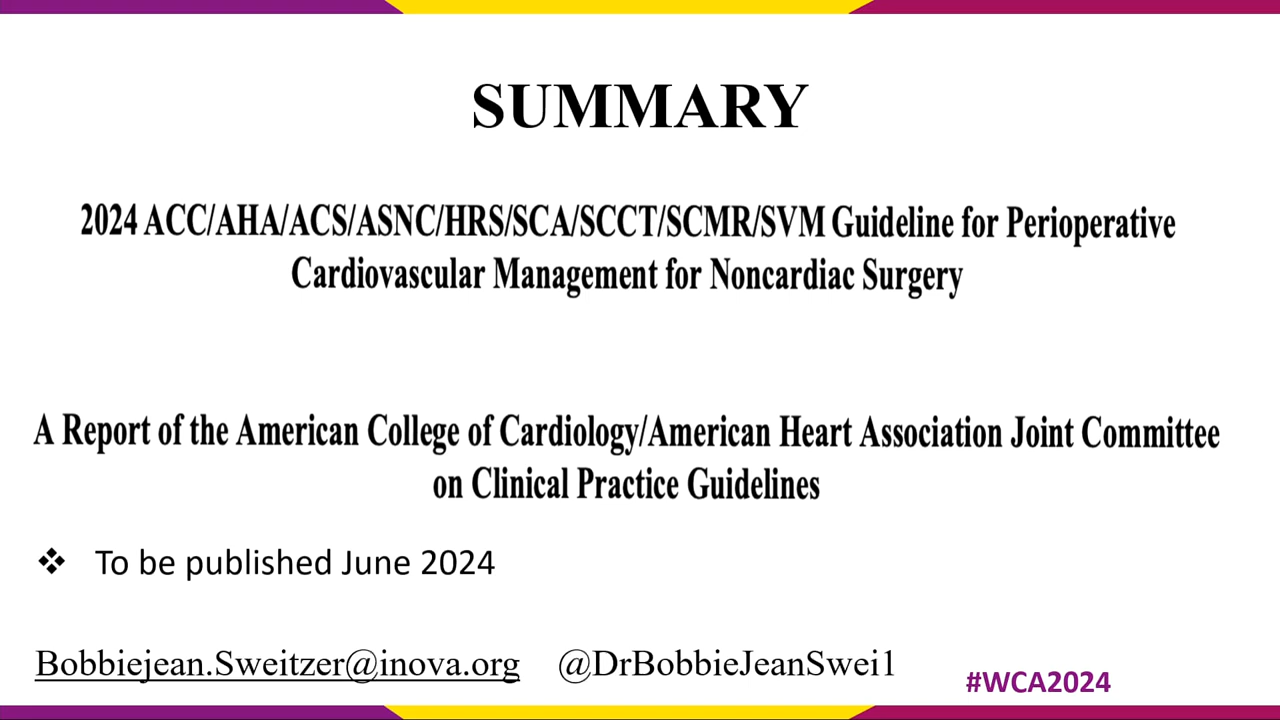 SUMMARY
2024 ACC/AHA/ACS/ASNC/HRS/SCA/SCCT/SCMR/SVM Guideline for Perioperative
Cardiovascular Management for Noncardiac Surgery
A Report of the American College of Cardiology/American Heart Association Joint Committee
on Clinical Practice Guidelines
❖ To be published June 2024
Bobbiejean.Sweitzer@inova.org @DrBobbieJeanSwei1
#WCA2024